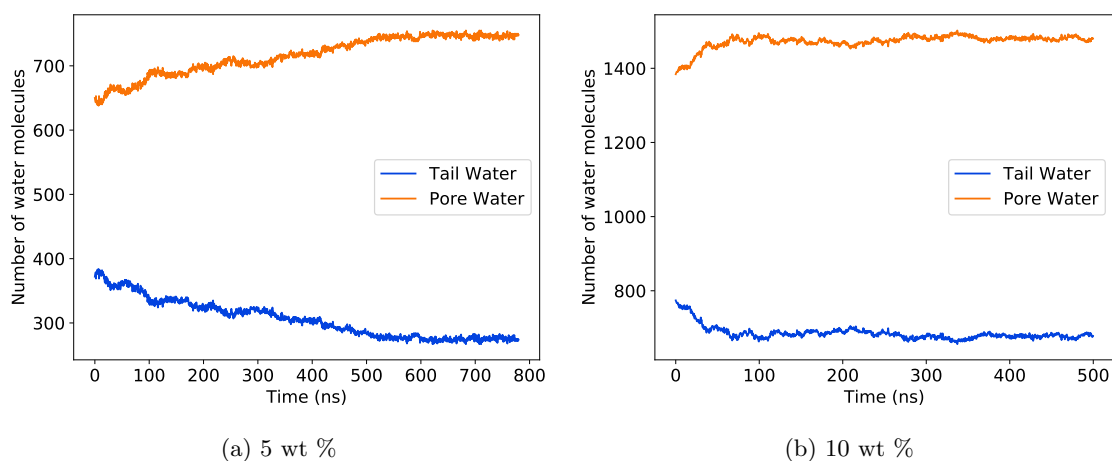 700
600
500
400
300
Number of water molecules
0 100 200 300 400 500 600 700 800
Time (ns)
Tail Water
Pore Water
(a) 5 wt %
1400
1200
1000
800
Number of water molecules
0 100 200 300 400 500
Time (ns)
Tail Water
Pore Water
(b) 10 wt %